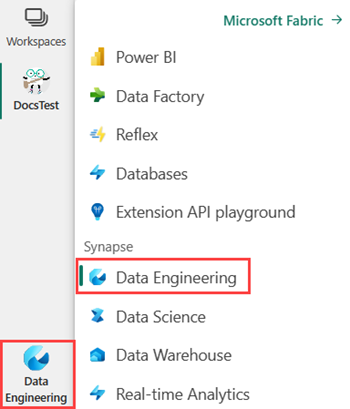 Workspaces
DocsTest
Data
Engineering
Microsoft Fabric →
Power BI
Data Factory
Reflex
Databases
Extension API playground
Synapse
Data Engineering
Data Science
Data Warehouse
Real-time Analytics